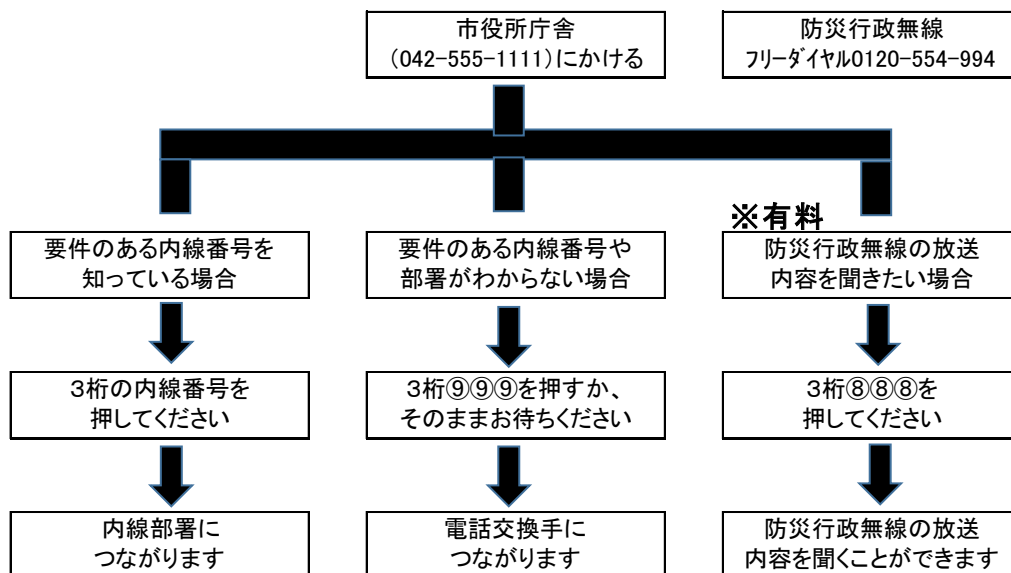 市役所庁舎
(042-555-1111)にかける
防災行政無線
ﾌﾘｰﾀﾞｲﾔﾙ0120-554-994
要件のある内線番号を
知っている場合
要件のある内線番号や
部署がわからない場合
※有料
防災行政無線の放送
内容を聞きたい場合
3桁の内線番号を
押してください
3桁⑨⑨⑨を押すか、
そのままお待ちください
3桁⑧⑧⑧を
押してください
内線部署に
つながります
電話交換手に
つながります
防災行政無線の放送
内容を聞くことができます